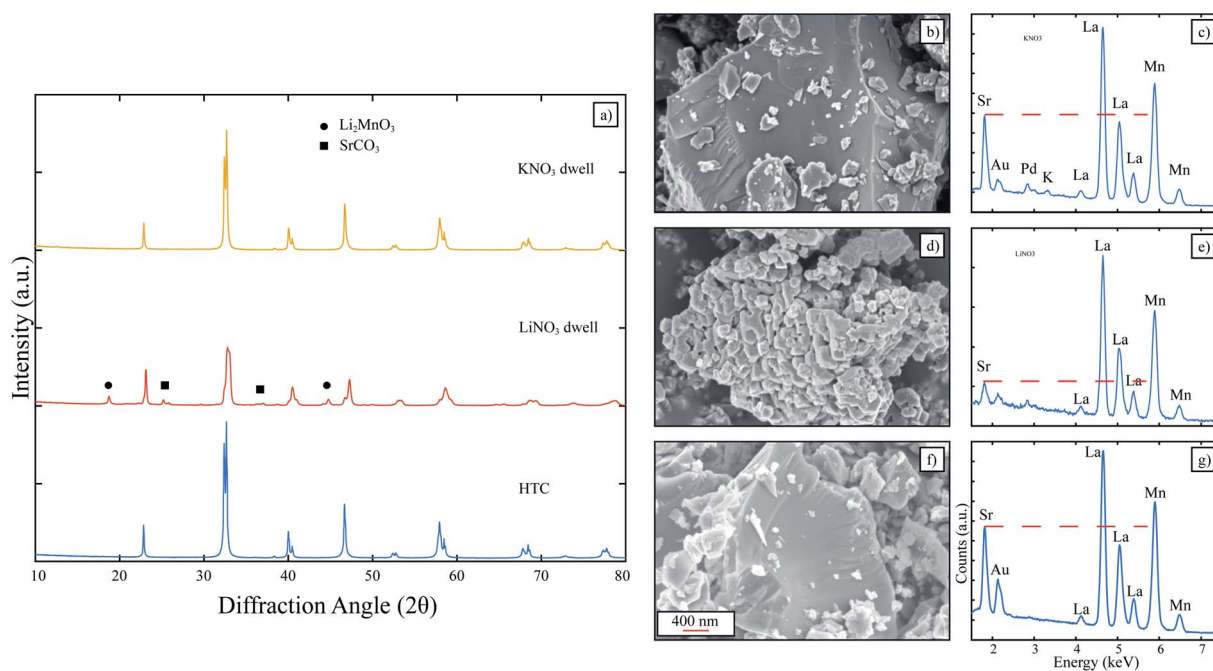 a)
● Li₂MnO₃
■ SrCO₃
KNO₃ dwell
LiNO₃ dwell
HTC
Intensity (a.u.)
10 20 30 40 50 60 70 80
Diffraction Angle (2θ)
b)
c)
KNO3
Sr
Au
Pd
K
La
La
La
La
Mn
Mn
d)
e)
LiNO3
Sr
La
La
La
La
Mn
Mn
f)
400 nm
g)
Sr
Au
La
La
La
La
Mn
Mn
Counts (a.u.)
2 3 4 5 6 7
Energy (keV)